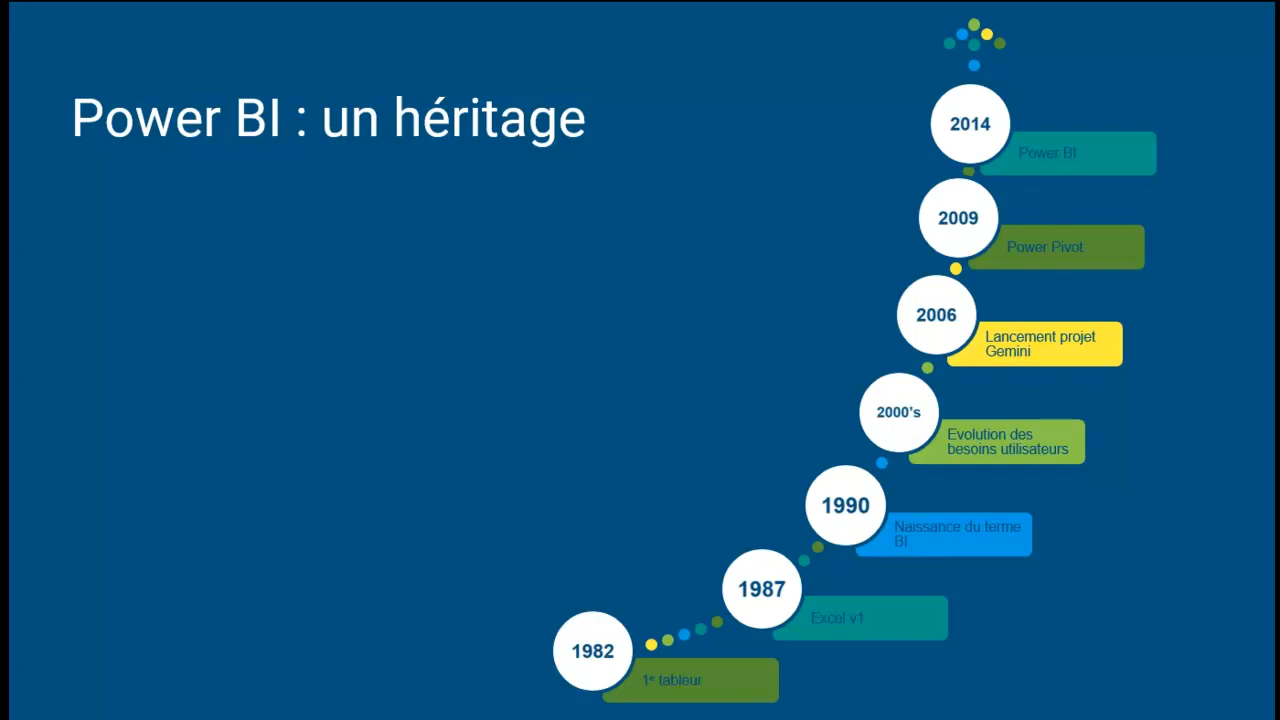 Power BI : un héritage
2014
Power BI
2009
Power Pivot
2006
Lancement projet
Gemini
2000's
Evolution des
besoins utilisateurs
1990
Naissance du terme
BI
1987
Excel v1
1982
1ᵉ tableur